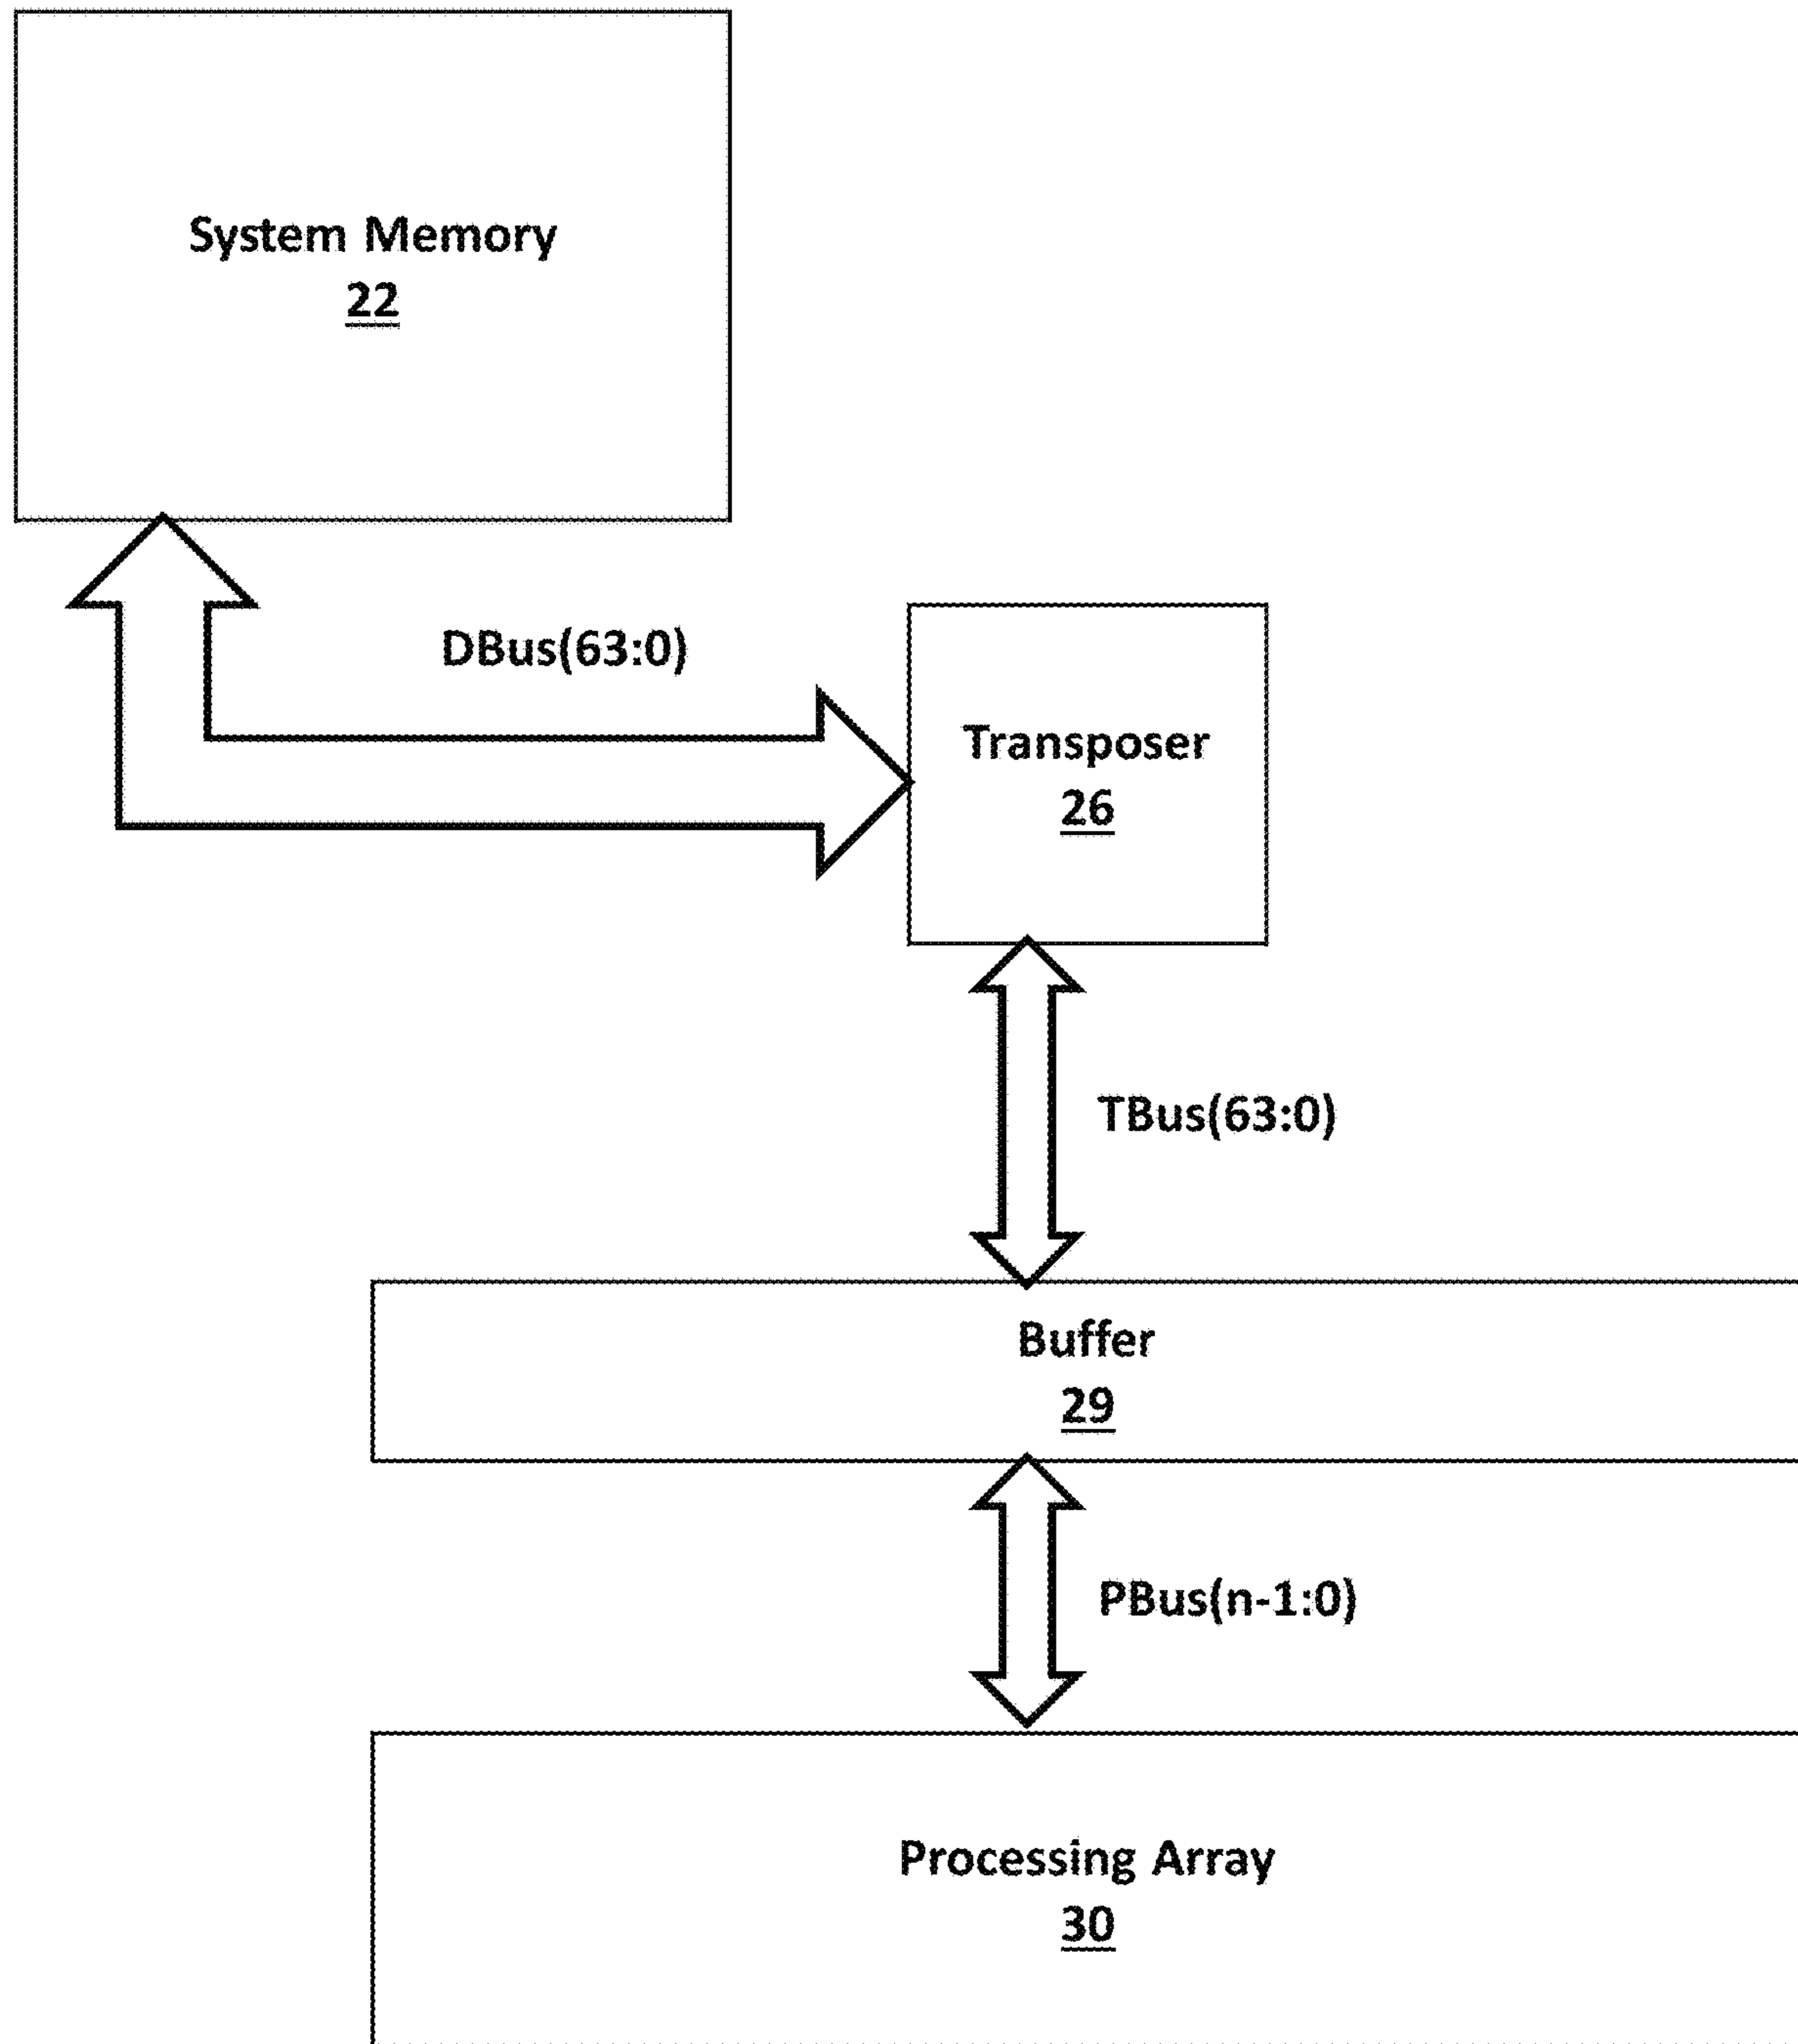 System Memory
22
DBus(63:0)
Transposer
26
TBus(63:0)
Buffer
29
PBus(n-1:0)
Processing Array
30